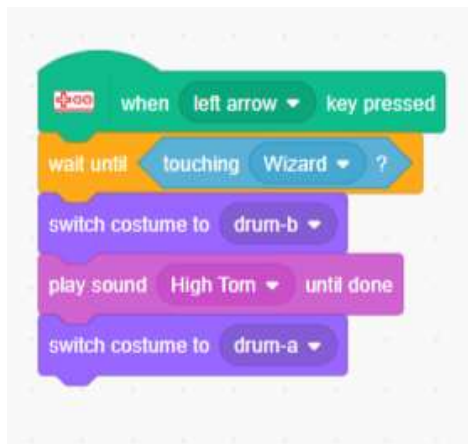 when left arrow key pressed
wait until touching Wizard ?
switch costume to drum-b
play sound High Tom until done
switch costume to drum-a